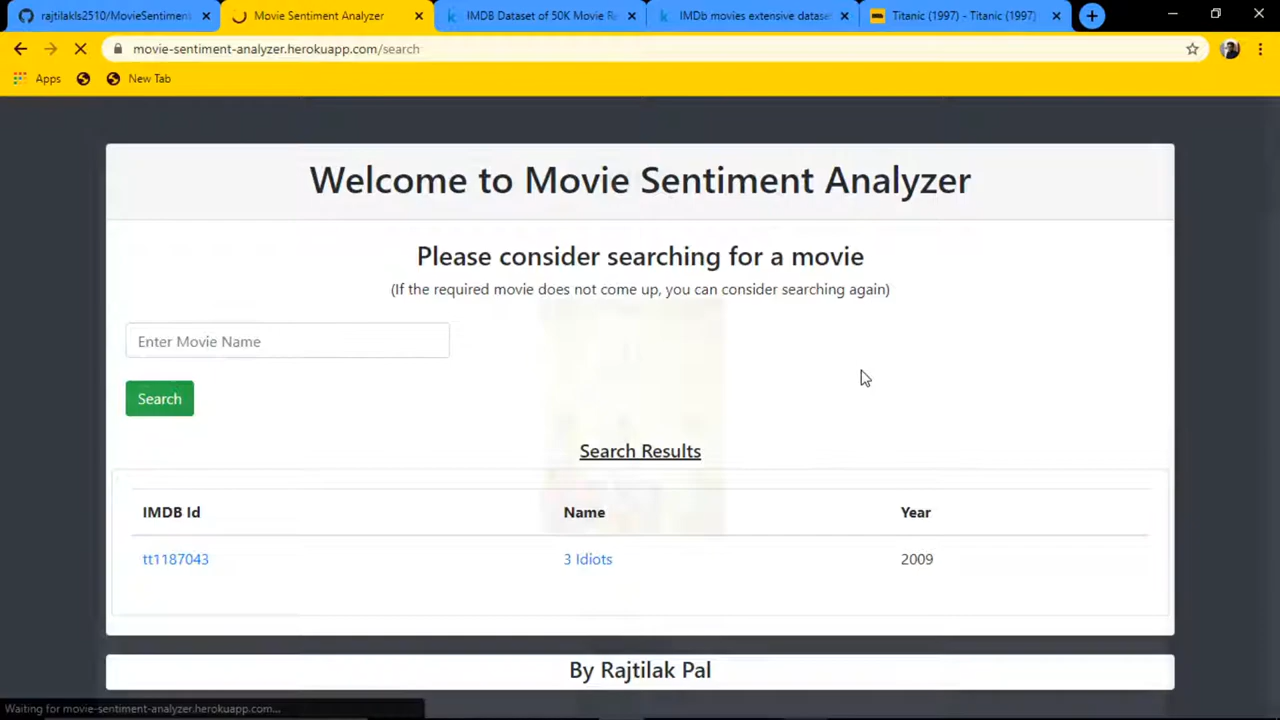 rajtilakls2510/MovieSentiment
Movie Sentiment Analyzer
IMDB Dataset of 50K Movie Re
IMDb movies extensive dataset
Titanic (1997) - Titanic (1997)
movie-sentiment-analyzer.herokuapp.com/search
Apps
New Tab
Welcome to Movie Sentiment Analyzer
Please consider searching for a movie
(If the required movie does not come up, you can consider searching again)
Enter Movie Name
Search
Search Results
IMDB Id Name Year
tt1187043 3 Idiots 2009
By Rajtilak Pal
Waiting for movie-sentiment-analyzer.herokuapp.com...